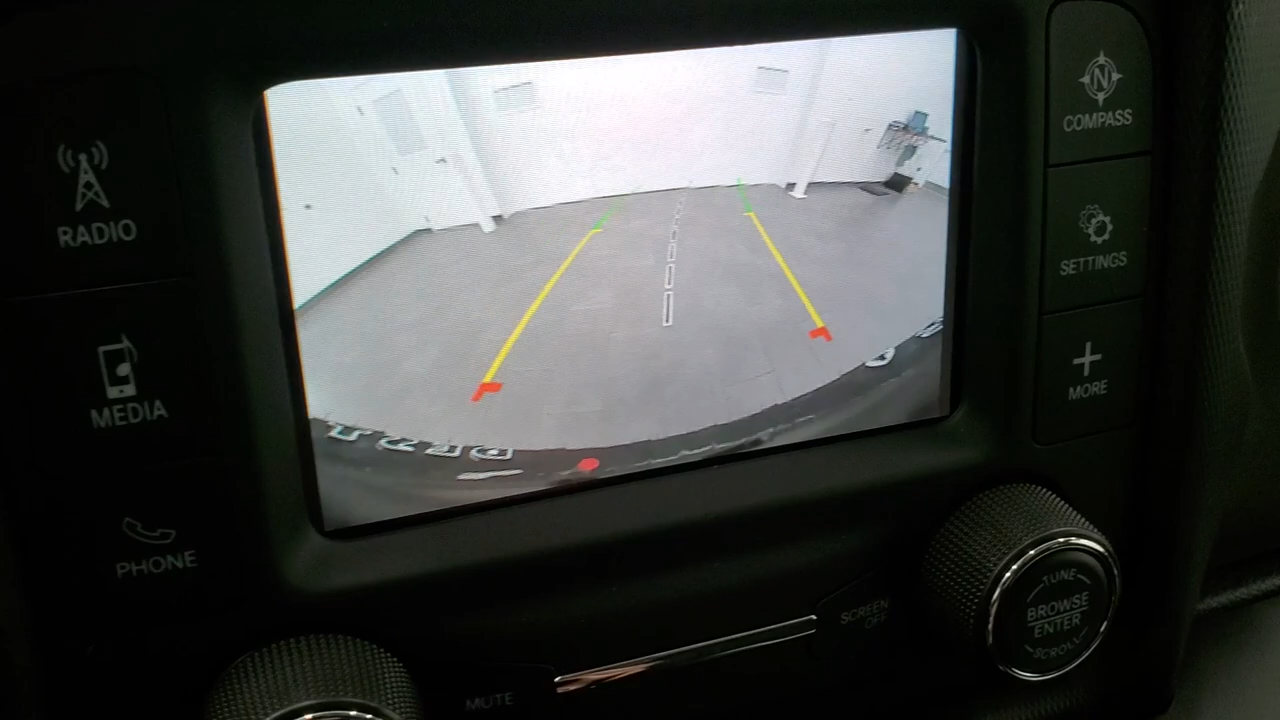 RADIO
MEDIA
PHONE
COMPASS
SETTINGS
MORE
MUTE
SCREEN
OFF
TUNE
BROWSE
ENTER
SCROLL
N